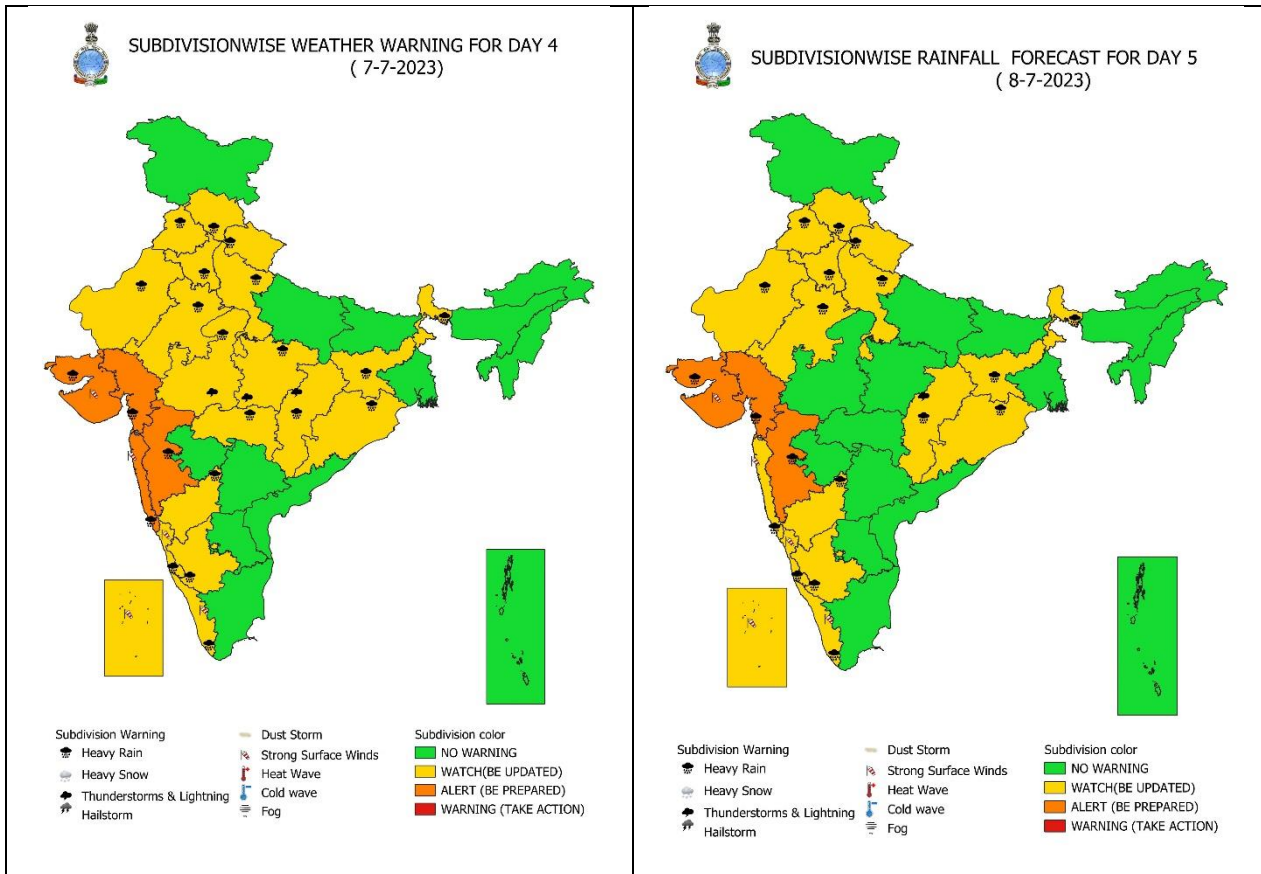 SUBDIVISIONWISE WEATHER WARNING FOR DAY 4
( 7-7-2023)
Subdivision Warning
Heavy Rain
Heavy Snow
Thunderstorms & Lightning
Hailstorm
Dust Storm
Strong Surface Winds
Heat Wave
Cold wave
Fog
Subdivision color
NO WARNING
WATCH(BE UPDATED)
ALERT (BE PREPARED)
WARNING (TAKE ACTION)
SUBDIVISIONWISE RAINFALL FORECAST FOR DAY 5
( 8-7-2023)
Subdivision Warning
Heavy Rain
Heavy Snow
Thunderstorms & Lightning
Hailstorm
Dust Storm
Strong Surface Winds
Heat Wave
Cold wave
Fog
Subdivision color
NO WARNING
WATCH(BE UPDATED)
ALERT (BE PREPARED)
WARNING (TAKE ACTION)